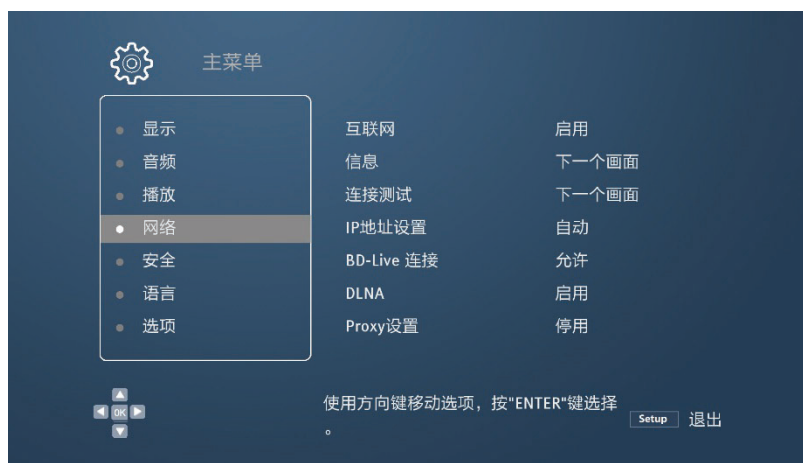 主菜单
显示 互联网 启用
音频 信息 下一个画面
播放 连接测试 下一个画面
网络 IP地址设置 自动
安全 BD-Live 连接 允许
语言 DLNA 启用
选项 Proxy设置 停用
OK
使用方向键移动选项，按"ENTER"键选择
。
Setup 退出